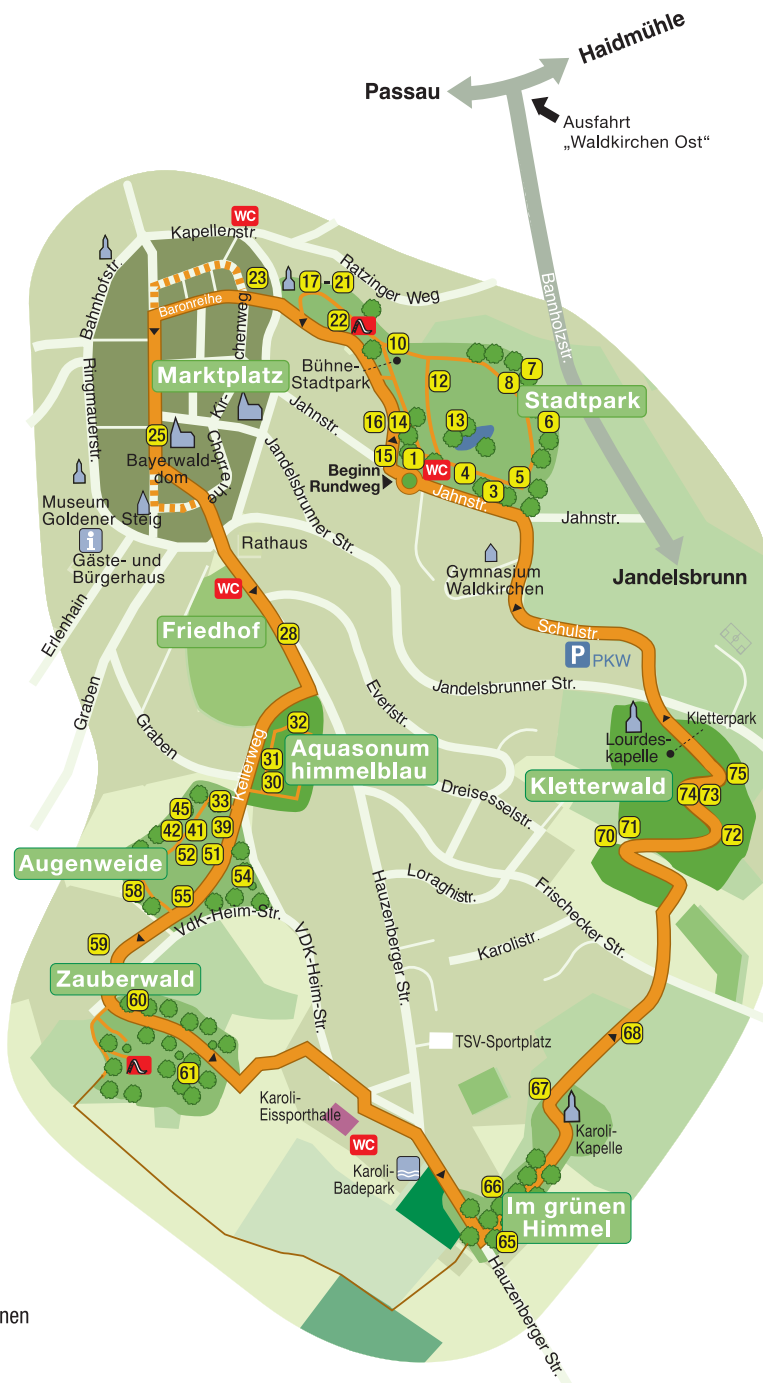 Haidmühle
Passau
Ausfahrt
„Waldkirchen Ost“
Bannholzstr.
WC
Kapellenstr.
Bahnhofstr.
Ratzinger Weg
23
17 - 21
Baronreihe
22
10
7
8
Bühne-
Stadtpark
12
Marktplatz
Stadtpark
Kir-
chenweg
Ringmauerstr.
Jahnstr.
16
14
13
6
25
Bayerwald-
dom
Chorreihe
15
1
WC
4
5
3
Beginn
Rundweg
Jahnstr.
Jahnstr.
Jandelsbrunner Str.
Museum
Goldener Steig
i
Gäste- und
Bürgerhaus
Rathaus
Gymnasium
Waldkirchen
Jandelsbrunn
Erlenhain
WC
Friedhof
28
Schulstr.
P PKW
Jandelsbrunner Str.
Graben
Graben
Everlstr.
32
Aquasonum
himmelblau
31
30
Kellerweg
Kletterpark
Lourdes-
kapelle
Kletterwald
75
74
73
72
71
70
Dreisesselstr.
45
33
42
41
39
52
51
Augenweide
54
58
55
VdK-Heim-Str.
VDK-Heim-Str.
Loraghistr.
Hauzenberger Str.
Frischecker Str.
Karolistr.
59
Zauberwald
60
61
68
TSV-Sportplatz
67
Karoli-
Eissporthalle
WC
Karoli-
Kapelle
Karoli-
Badepark
66
Im grünen
Himmel
65
Hauzenberger Str.
nen